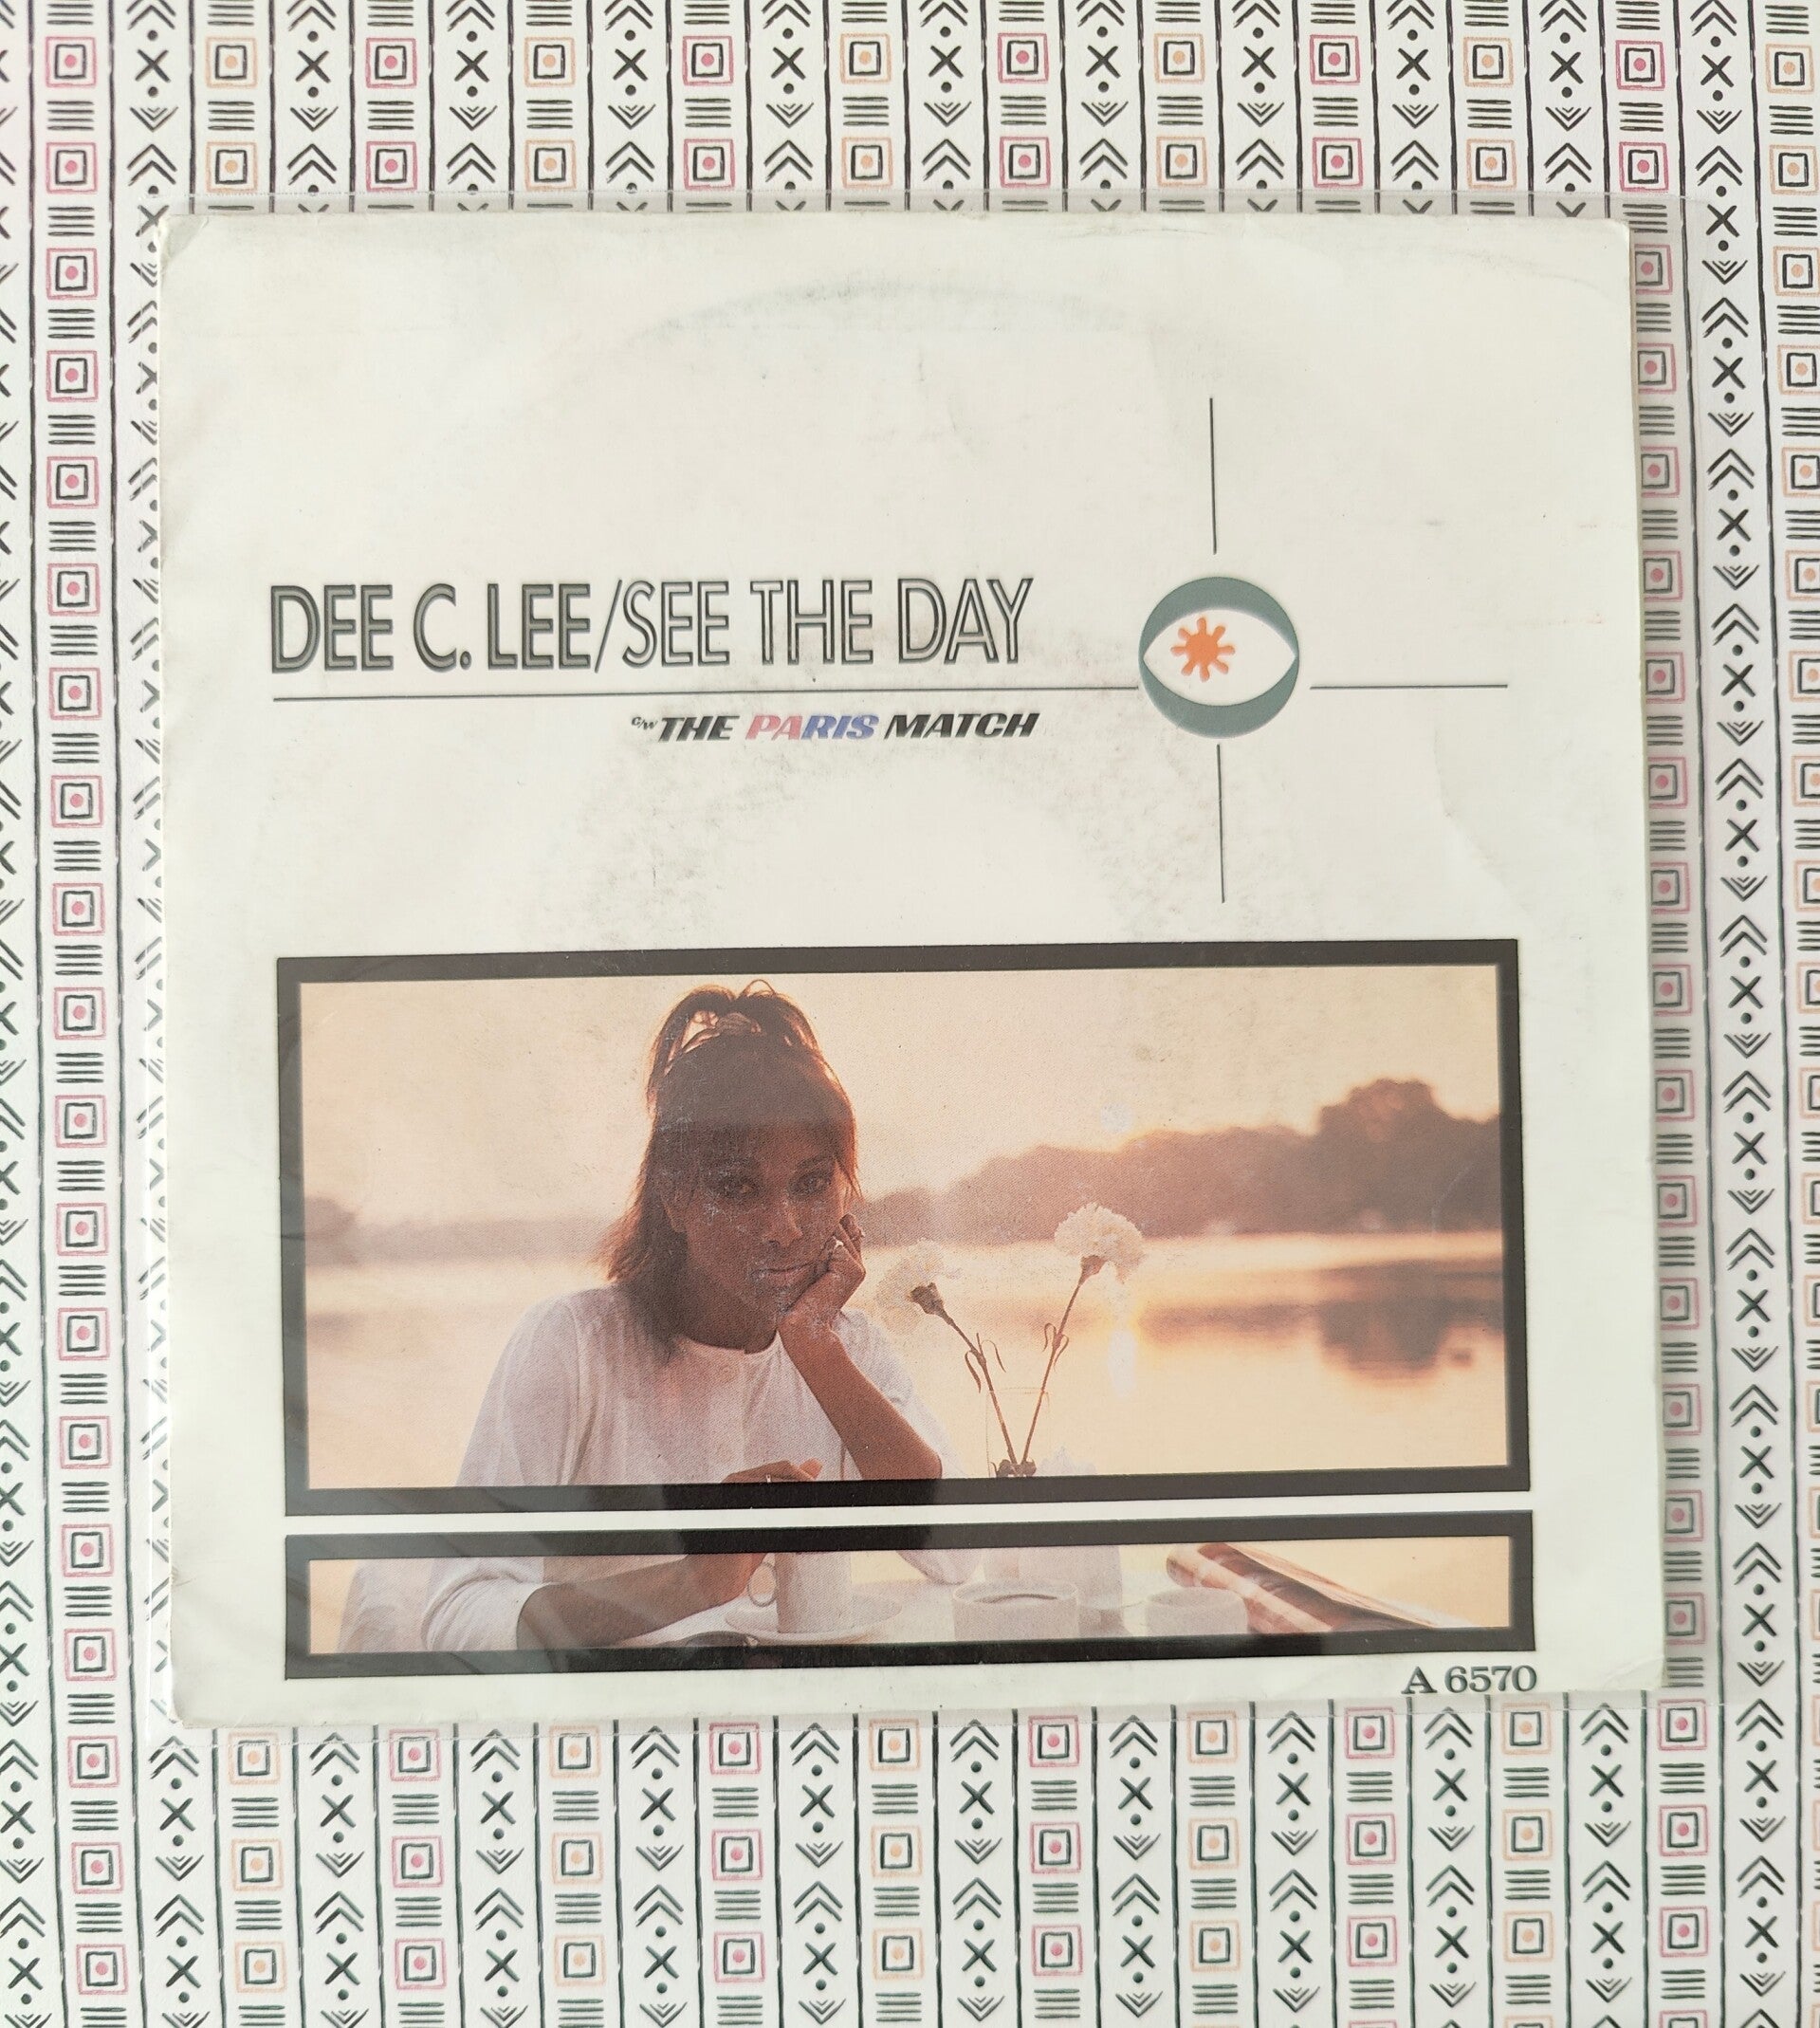 DEE C. LEE/SEE THE DAY
c/w THE PARIS MATCH
A 6570